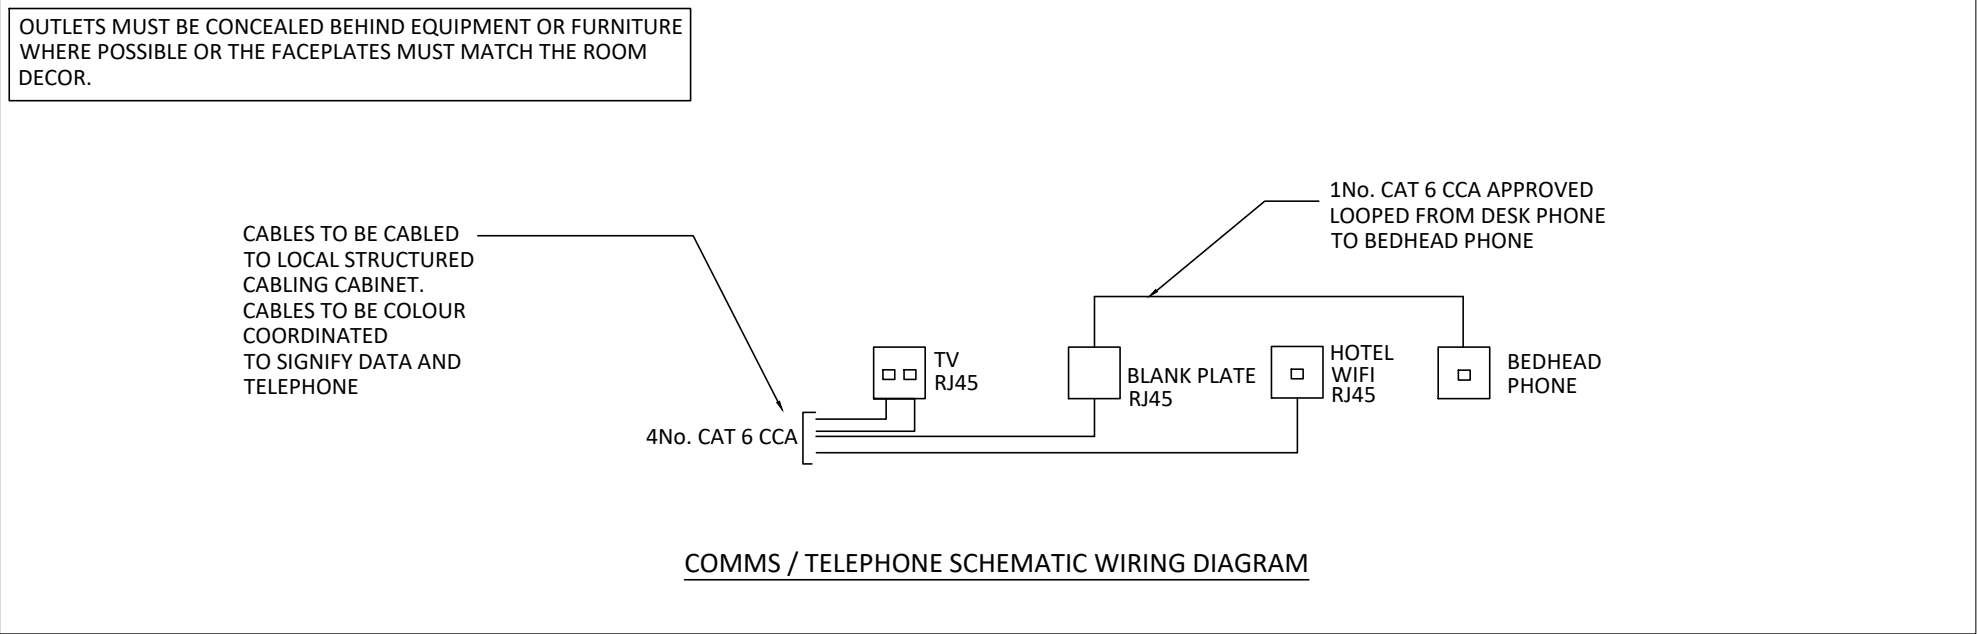 OUTLETS MUST BE CONCEALED BEHIND EQUIPMENT OR FURNITURE
WHERE POSSIBLE OR THE FACEPLATES MUST MATCH THE ROOM
DECOR.
CABLES TO BE CABLED
TO LOCAL STRUCTURED
CABLING CABINET.
CABLES TO BE COLOUR
COORDINATED
TO SIGNIFY DATA AND
TELEPHONE
1No. CAT 6 CCA APPROVED
LOOPED FROM DESK PHONE
TO BEDHEAD PHONE
TV
RJ45
BLANK PLATE
RJ45
HOTEL
WIFI
RJ45
BEDHEAD
PHONE
4No. CAT 6 CCA
COMMS / TELEPHONE SCHEMATIC WIRING DIAGRAM